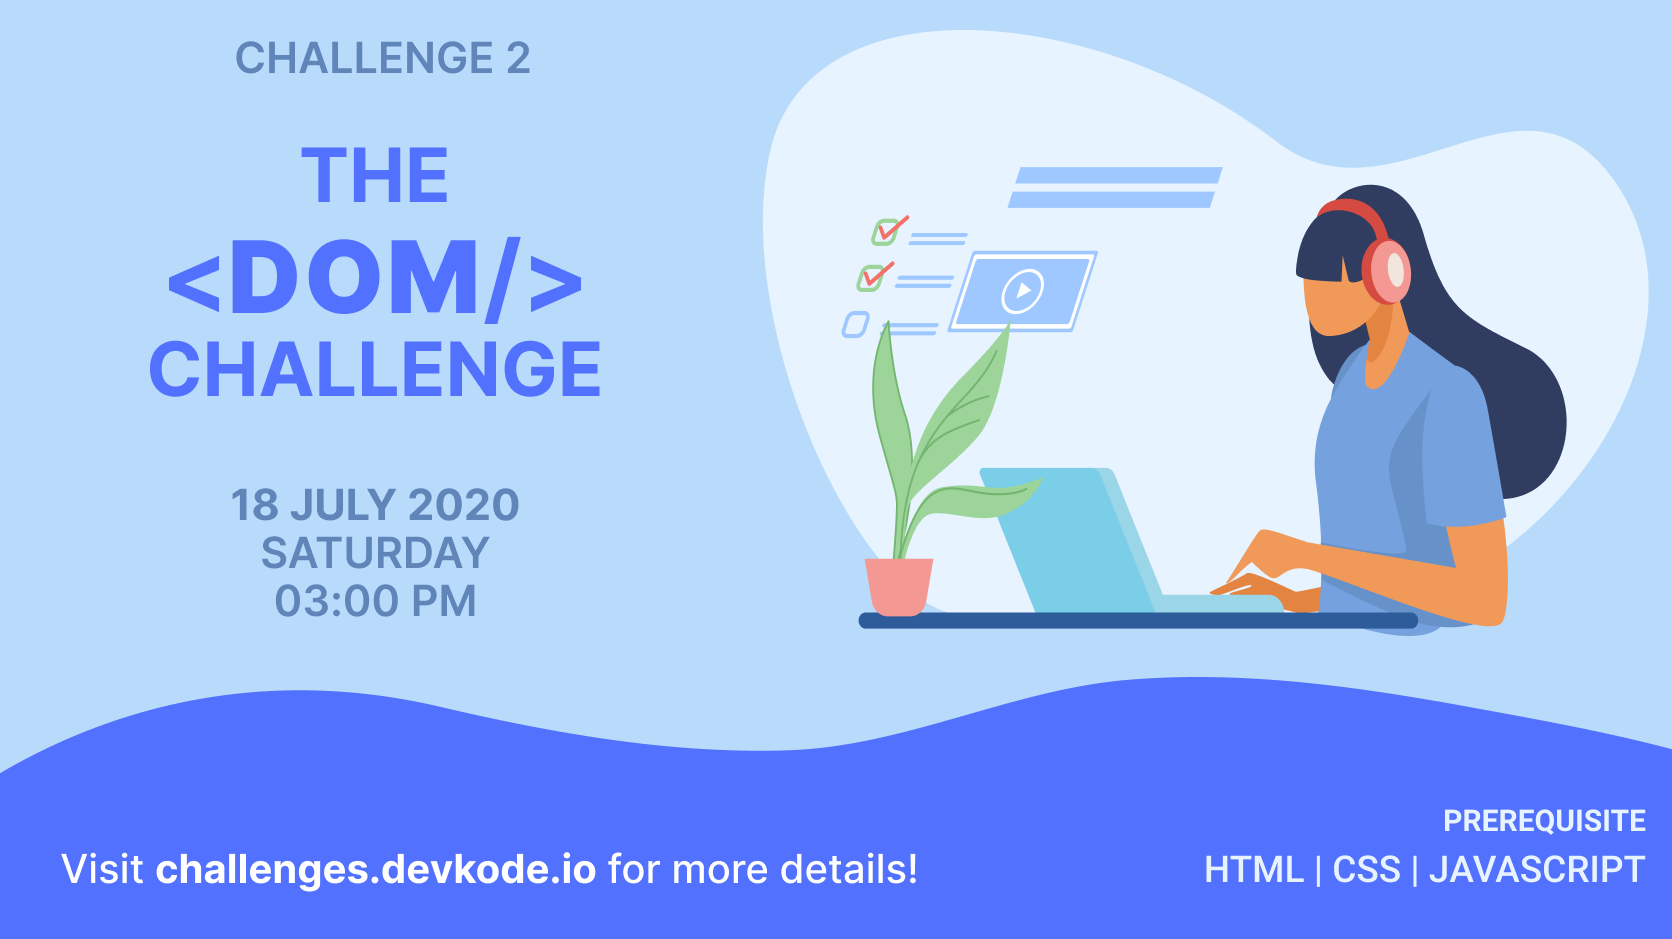 CHALLENGE 2
THE
<DOM/>
CHALLENGE
18 JULY 2020
SATURDAY
03:00 PM
Visit challenges.devkode.io for more details!
PREREQUISITE
HTML | CSS | JAVASCRIPT